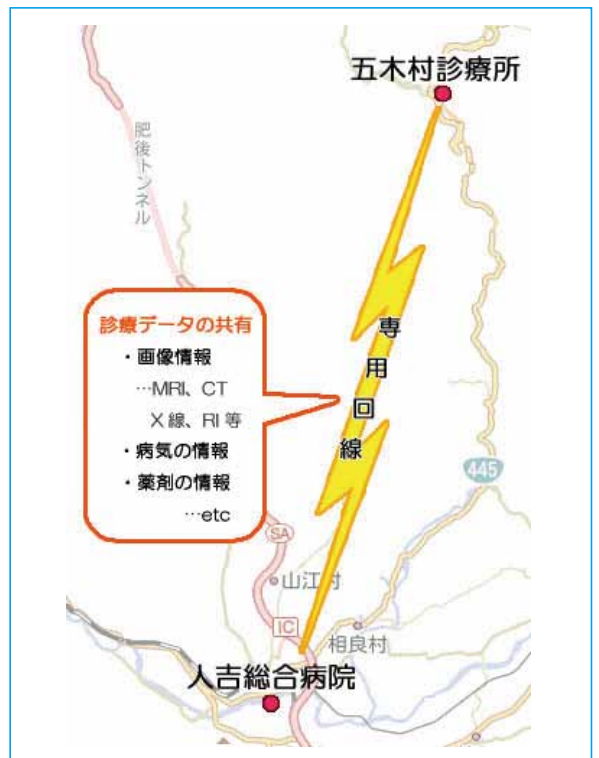 五木村診療所
肥後トンネル
診療データの共有
・画像情報
…MRI、CT
X線、RI等
・病気の情報
・薬剤の情報
…etc
専用回線
445
SA
山江村
IC
相良村
人吉総合病院